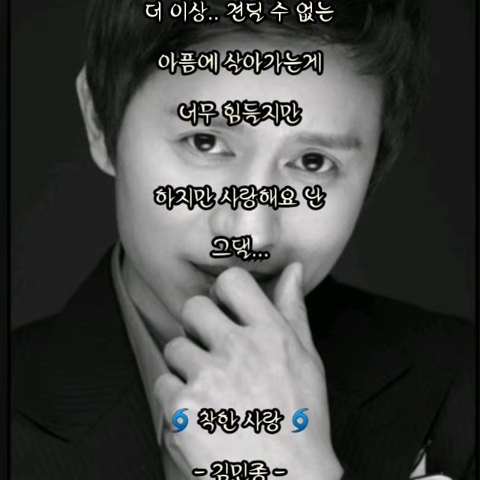 더 이상.. 견딜 수 없는
아픔에 살아가는게
너무 힘들지만
하지만 사랑해요 난
그댈...
🌀 착한 사랑 🌀
- 김민종 -